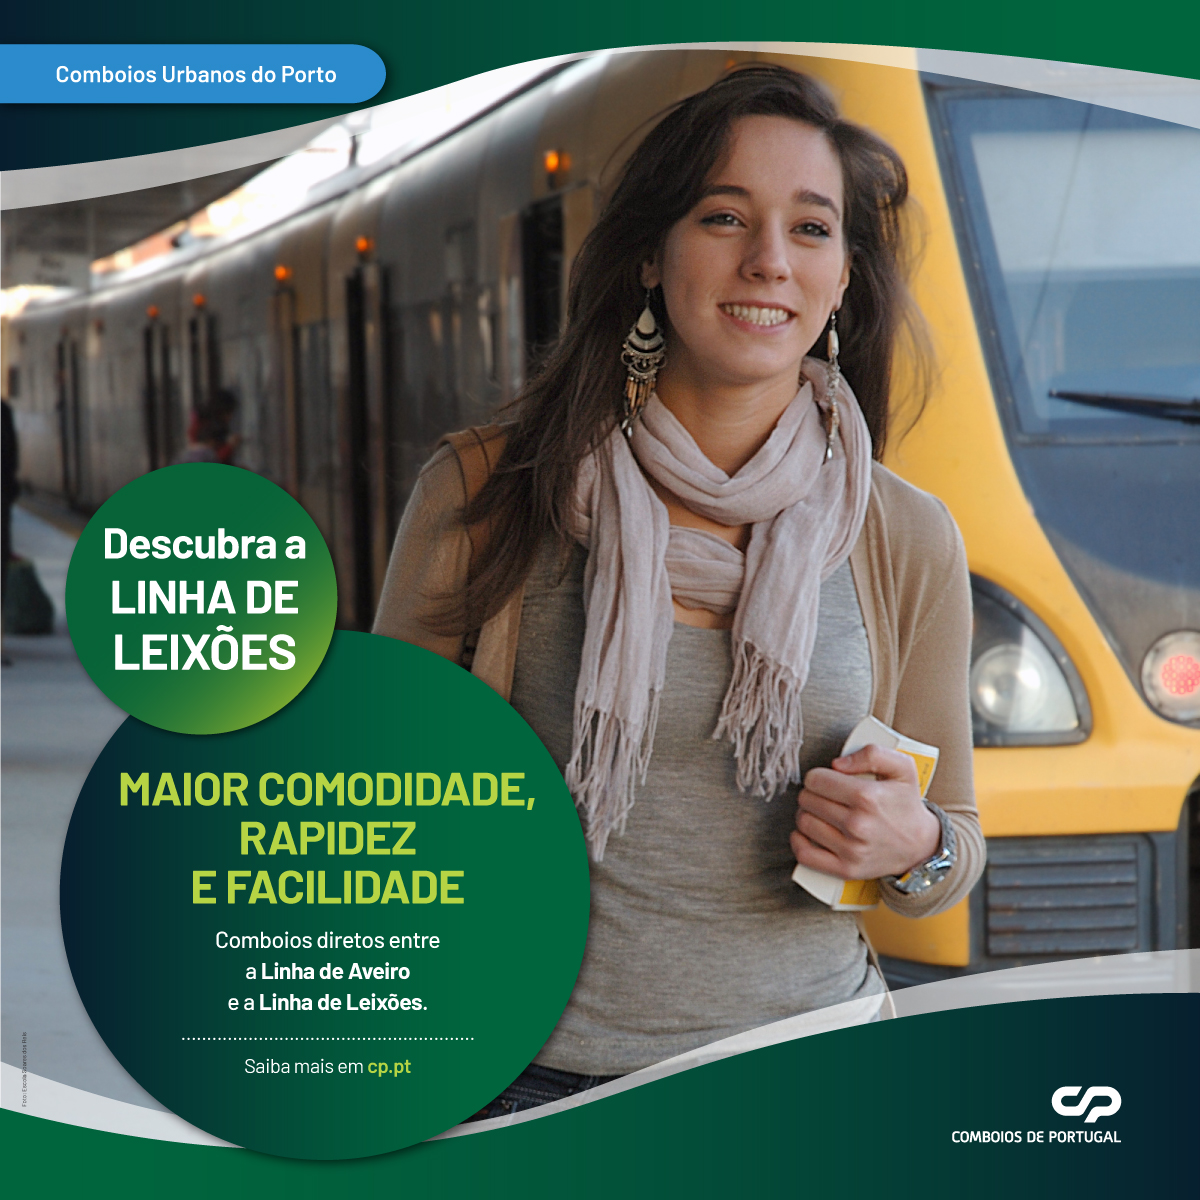 Comboios Urbanos do Porto
Descubra a
LINHA DE
LEIXÕES
MAIOR COMODIDADE,
RAPIDEZ
E FACILIDADE
Comboios diretos entre
a Linha de Aveiro
e a Linha de Leixões.
Saiba mais em cp.pt
CP
COMBOIOS DE PORTUGAL